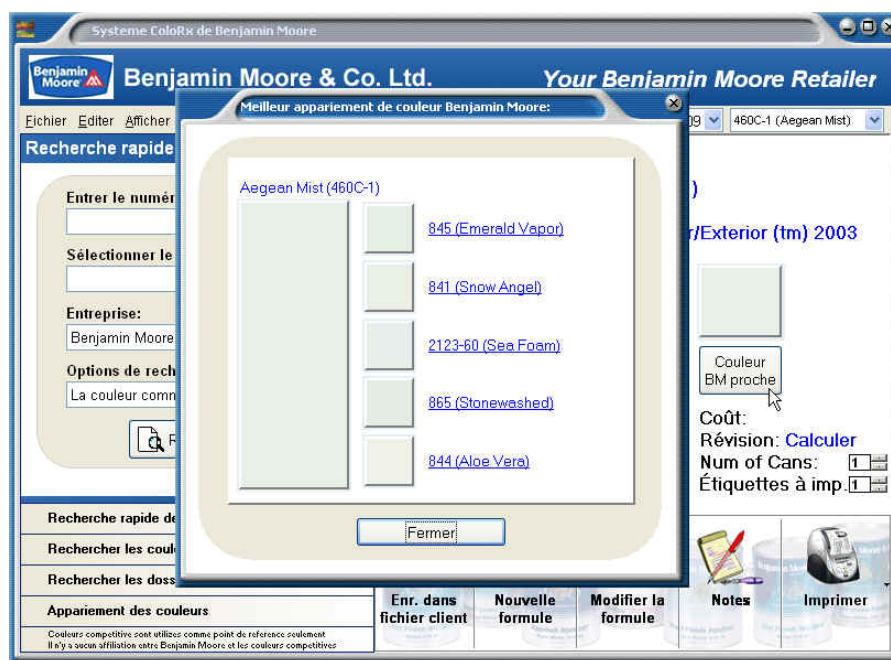 Systeme ColoRx de Benjamin Moore
Benjamin Moore
Benjamin Moore & Co. Ltd.
Your Benjamin Moore Retailer
Fichier Editer Afficher
460C-1 (Aegean Mist)
Recherche rapide
Entrer le numér
Sélectionner le
Entreprise:
Benjamin Moore
Options de rech
La couleur comm
R
Recherche rapide de
Rechercher les coul
Rechercher les doss
Appariement des couleurs
Couleurs competitive sont utilizes comme point de reference seulement
Il n'y a aucun affiliation entre Benjamin Moore et les couleurs competitives
Meilleur appariement de couleur Benjamin Moore:
Aegean Mist (460C-1)
845 (Emerald Vapor)
841 (Snow Angel)
2123-60 (Sea Foam)
865 (Stonewashed)
844 (Aloe Vera)
Fermer
)
r/Exterior (tm) 2003
Couleur
BM proche
Coût:
Révision: Calculer
Num of Cans: 1
Étiquettes à imp. 1
Enr. dans
fichier client
Nouvelle
formule
Modifier la
formule
Notes
Imprimer